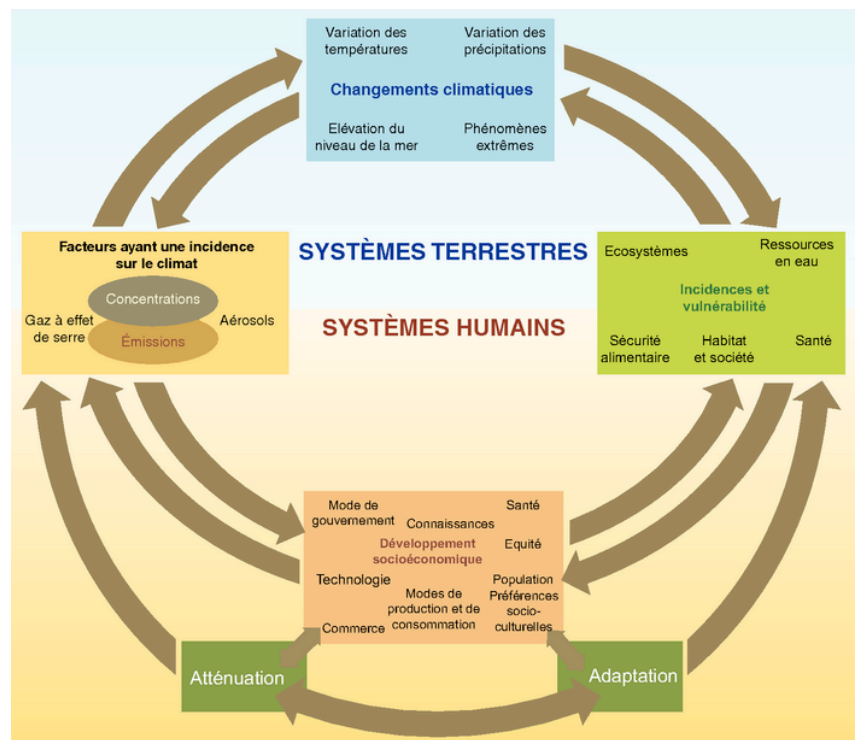 Variation des
températures
Variation des
précipitations
Changements climatiques
Elévation du
niveau de la mer
Phénomènes
extrêmes
Facteurs ayant une incidence
sur le climat
Concentrations
Gaz à effet
de serre
Aérosols
Émissions
SYSTÈMES TERRESTRES
SYSTÈMES HUMAINS
Ecosystèmes
Ressources
en eau
Incidences et
vulnérabilité
Sécurité
alimentaire
Habitat
et société
Santé
Mode de
gouvernement
Connaissances
Santé
Développement
socioéconomique
Equité
Technologie
Modes de
production et de
consommation
Population
Préférences
socio-
culturelles
Commerce
Atténuation
Adaptation